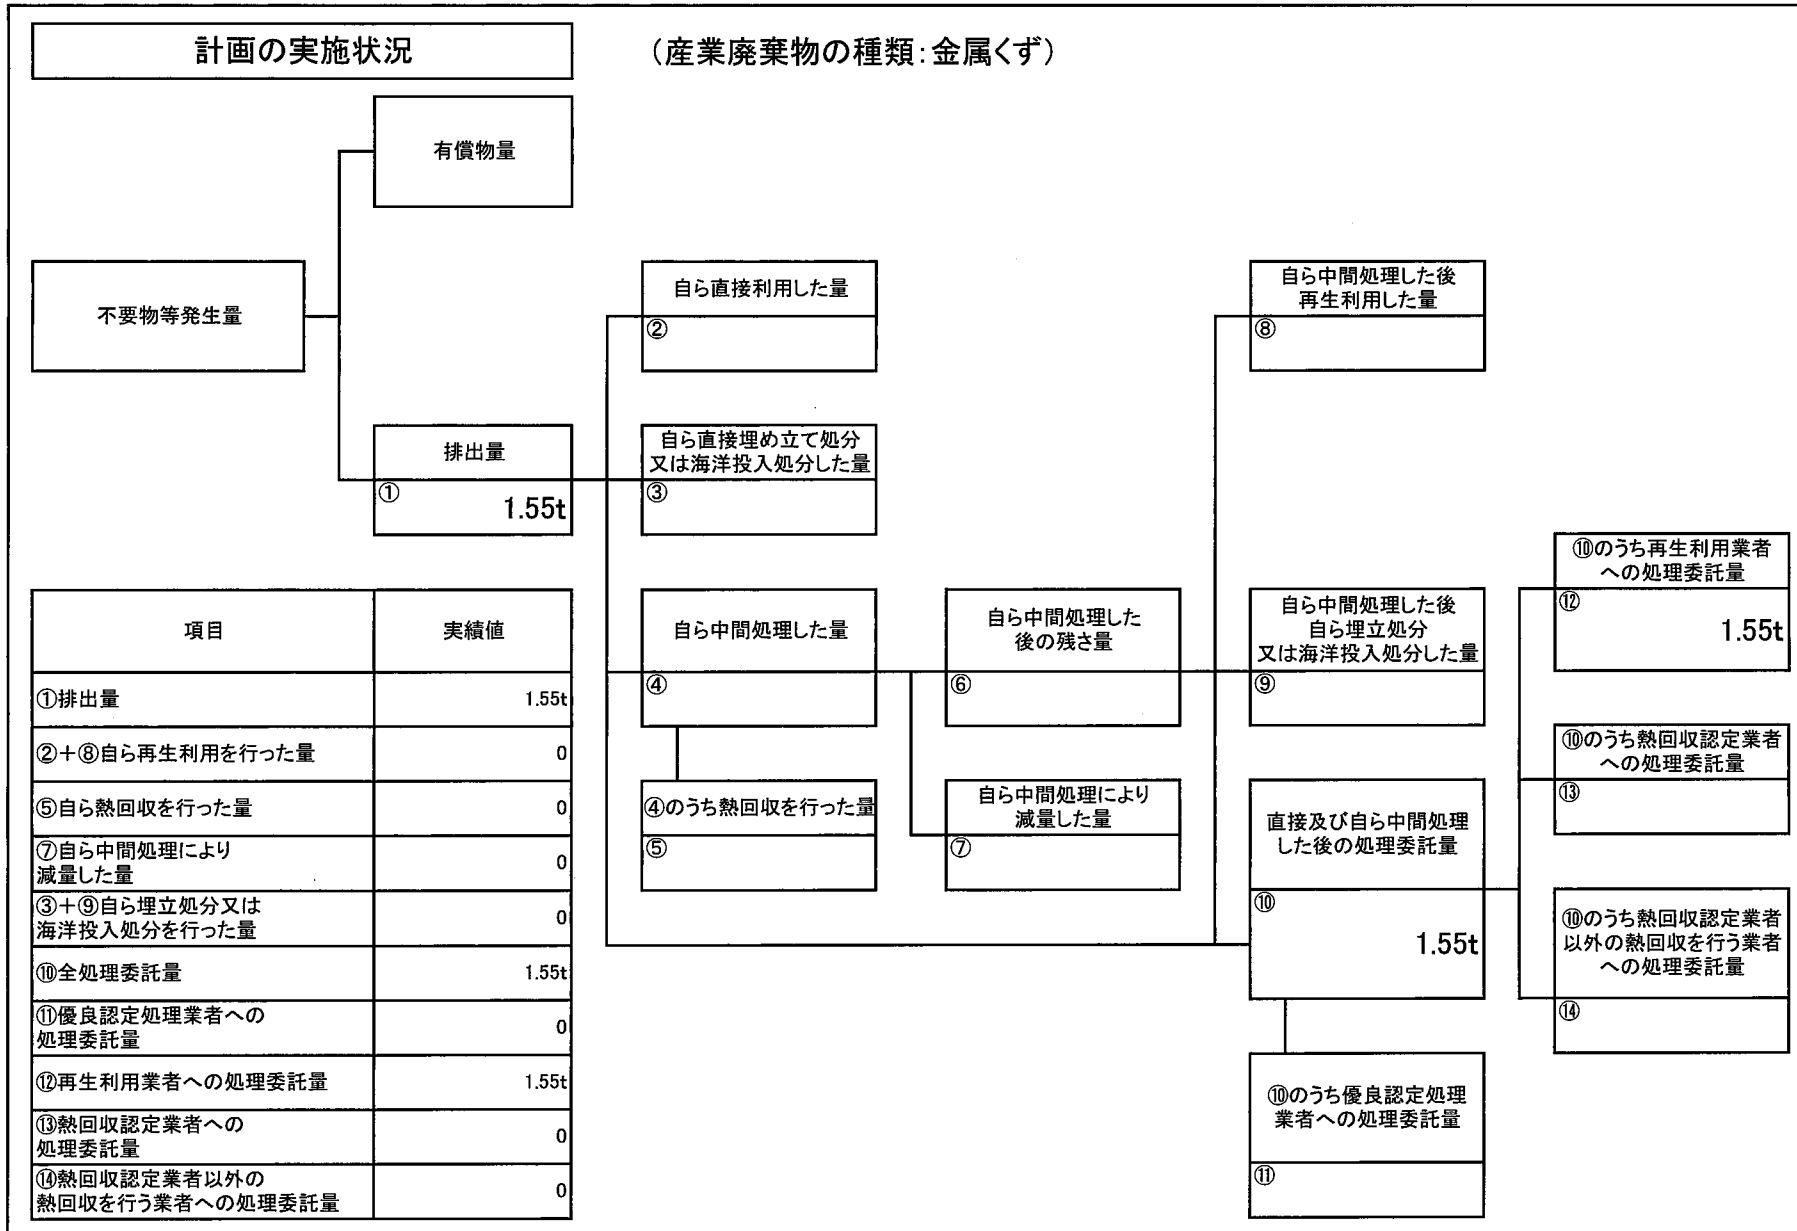 計画の実施状況
（産業廃棄物の種類：金属くず）
有償物量
不要物等発生量
排出量
①
1.55t
自ら直接利用した量
②
自ら直接埋め立て処分
又は海洋投入処分した量
③
自ら中間処理した量
④
④のうち熱回収を行った量
⑤
自ら中間処理した
後の残さ量
⑥
自ら中間処理により
減量した量
⑦
自ら中間処理した後
再生利用した量
⑧
自ら中間処理した後
自ら埋立処分
又は海洋投入処分した量
⑨
直接及び自ら中間処理
した後の処理委託量
⑩
1.55t
⑩のうち優良認定処理
業者への処理委託量
⑪
⑩のうち再生利用業者
への処理委託量
⑫
1.55t
⑩のうち熱回収認定業者
への処理委託量
⑬
⑩のうち熱回収認定業者
以外の熱回収を行う業者
への処理委託量
⑭
項目 実績値
①排出量 1.55t
②＋⑧自ら再生利用を行った量 0
⑤自ら熱回収を行った量 0
⑦自ら中間処理により
減量した量 0
③＋⑨自ら埋立処分又は
海洋投入処分を行った量 0
⑩全処理委託量 1.55t
⑪優良認定処理業者への
処理委託量 0
⑫再生利用業者への処理委託量 1.55t
⑬熱回収認定業者への
処理委託量 0
⑭熱回収認定業者以外の
熱回収を行う業者への処理委託量 0